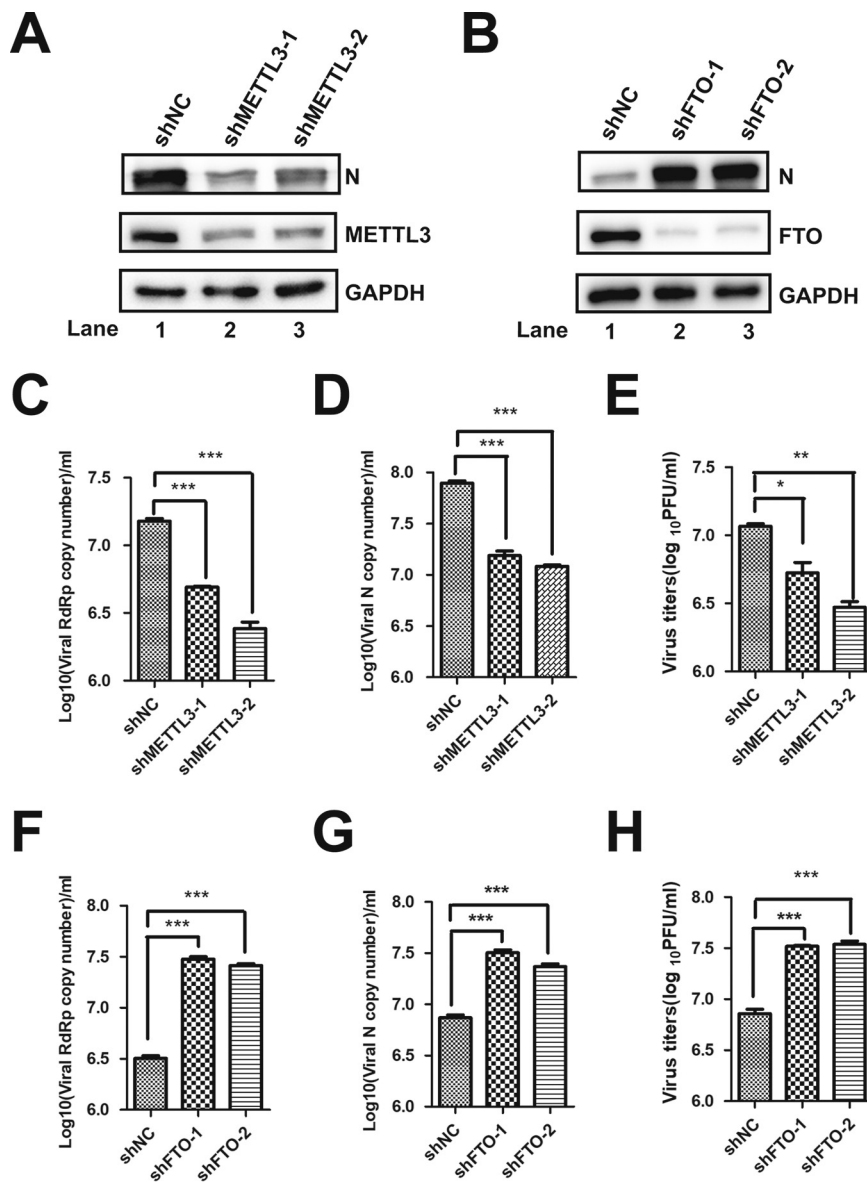 A
shNC
shMETTL3-1
shMETTL3-2
N
METTL3
GAPDH
Lane 1 2 3
B
shNC
shFTO-1
shFTO-2
N
FTO
GAPDH
Lane 1 2 3
C
Log10(Viral RdRp copy number)/ml
7.5
7.0
6.5
6.0
***
***
shNC
shMETTL3-1
shMETTL3-2
D
Log10(Viral N copy number)/ml
8.0
7.5
7.0
6.5
6.0
***
***
shNC
shMETTL3-1
shMETTL3-2
E
Virus titers(log 10PFU/ml)
7.5
7.0
6.5
6.0
**
*
shNC
shMETTL3-1
shMETTL3-2
F
Log10(Viral RdRp copy number)/ml
8.0
7.5
7.0
6.5
6.0
***
***
shNC
shFTO-1
shFTO-2
G
Log10(Viral N copy number)/ml
8.0
7.5
7.0
6.5
6.0
***
***
shNC
shFTO-1
shFTO-2
H
Virus titers(log 10PFU/ml)
8.0
7.5
7.0
6.5
6.0
***
***
shNC
shFTO-1
shFTO-2